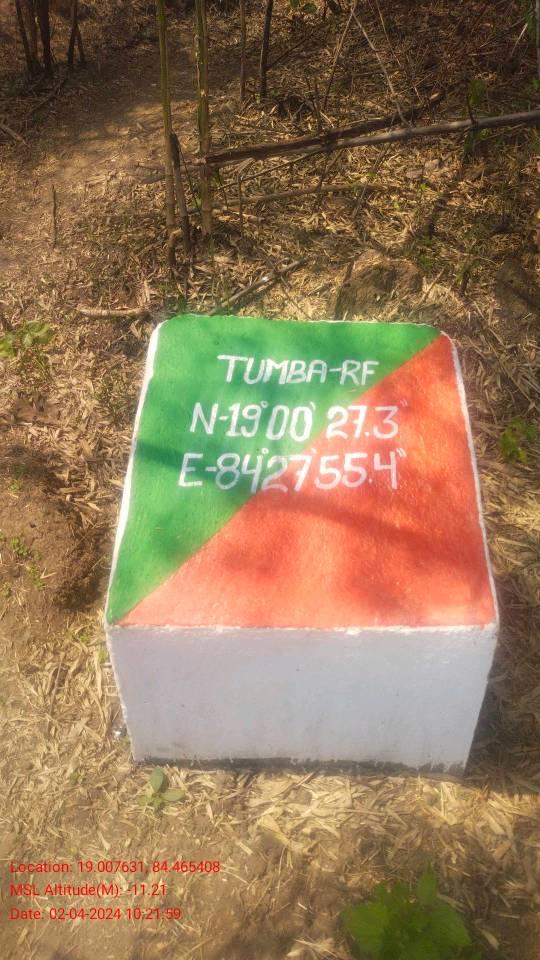 TUMBA-RF
N-19°00' 27.3"
E-84°27'55.4"
Location: 19.007631, 84.465408
MSL Altitude(M): -11.21
Date: 02-04-2024 10:21:59